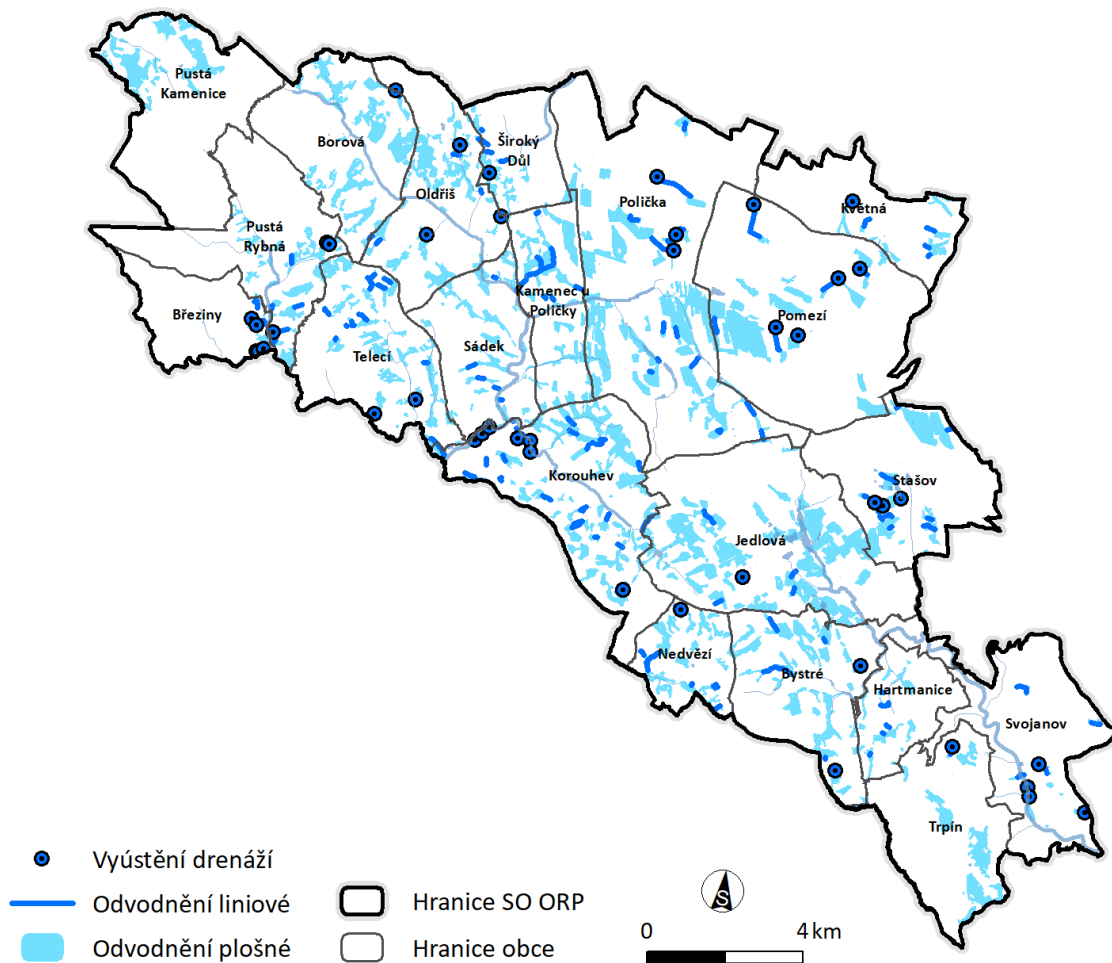 Pustá
Kamenice
Borová
Široký
Důl
Oldřiš
Polička
Květná
Pustá
Rybná
Kamenec u
Poličky
Březiny
Pomezí
Telecí
Sádek
Korouhev
Stašov
Jedlová
Nedvězí
Bystré
Hartmanice
Svojanov
Trpín
Vyústění drenáží
Odvodnění liniové
Odvodnění plošné
Hranice SO ORP
Hranice obce
S
0
4 km